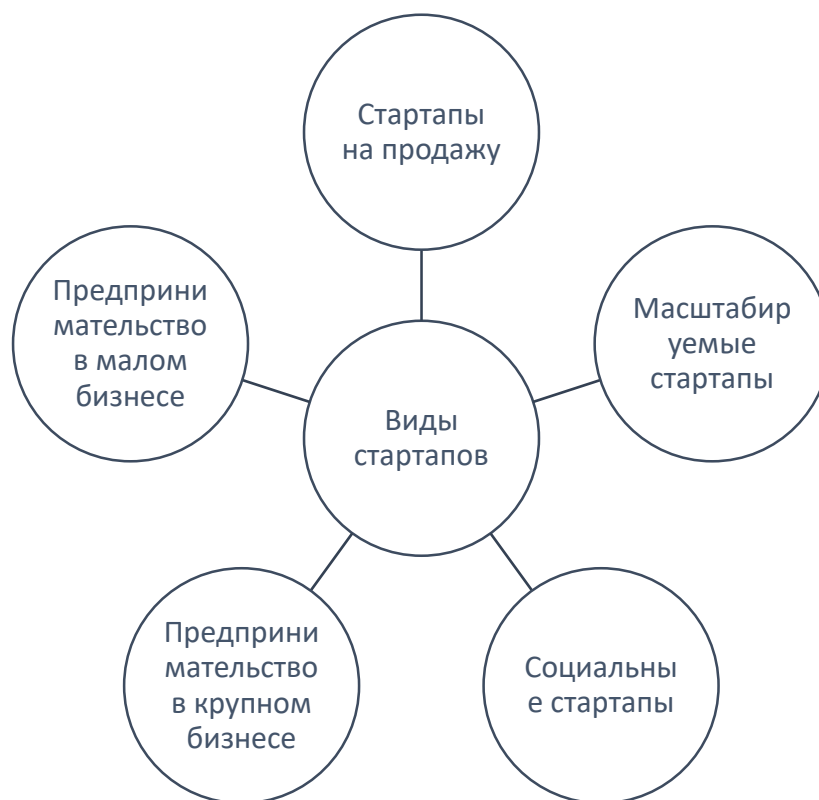 Стартапы
на продажу
Предприни
мательство
в малом
бизнесе
Масштабир
уемые
стартапы
Виды
стартапов
Предприни
мательство
в крупном
бизнесе
Социальны
е стартапы